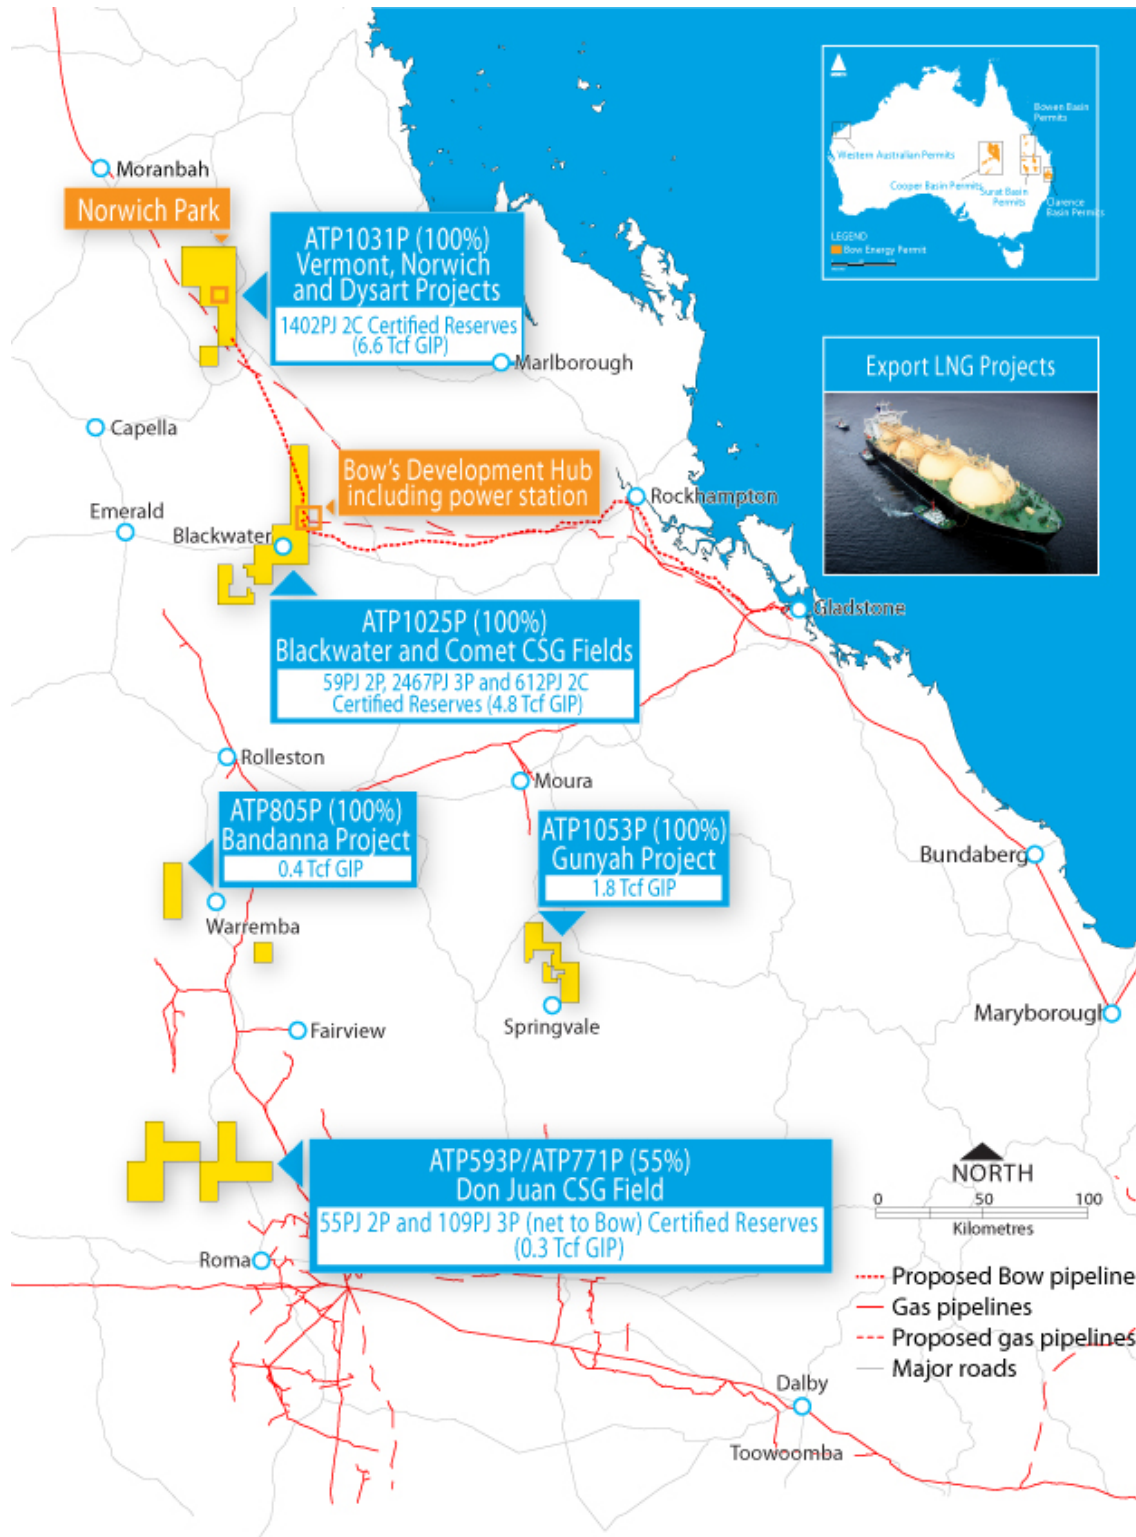 Moranbah
Norwich Park
ATP1031P (100%)
Vermont, Norwich
and Dysart Projects
1402PJ 2C Certified Reserves
(6.6 Tcf GIP)
Marlborough
Capella
Bow's Development Hub
including power station
Rockhampton
Emerald
Blackwater
Gladstone
ATP1025P (100%)
Blackwater and Comet CSG Fields
59PJ 2P, 2467PJ 3P and 612PJ 2C
Certified Reserves (4.8 Tcf GIP)
Rolleston
Moura
ATP805P (100%)
Bandanna Project
0.4 Tcf GIP
ATP1053P (100%)
Gunyah Project
1.8 Tcf GIP
Bundaberg
Warremba
Springvale
Fairview
Maryborough
ATP593P/ATP771P (55%)
Don Juan CSG Field
55PJ 2P and 109PJ 3P (net to Bow) Certified Reserves
(0.3 Tcf GIP)
Roma
Dalby
Toowoomba
Bowen Basin
Permits
Western Australian Permits
Cooper Basin Permits
Surat Basin
Permits
Clarence
Basin Permits
LEGEND
Bow Energy Permit
Export LNG Projects
NORTH
0 50 100
Kilometres
Proposed Bow pipeline
Gas pipelines
Proposed gas pipelines
Major roads